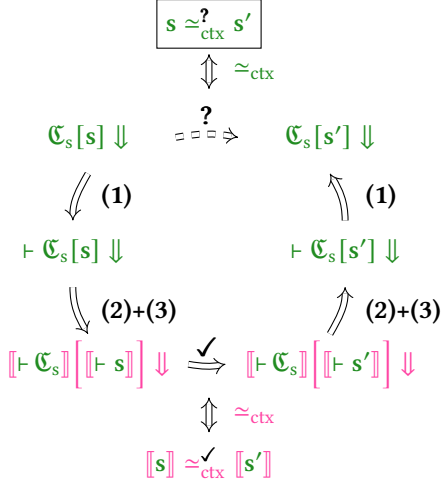 s ≃?ctx s′
≃ctx
?
ℭs[s] ⇓ ℭs[s′] ⇓
(1) (1)
⊢ ℭs[s] ⇓ ⊢ ℭs[s′] ⇓
(2)+(3) (2)+(3)
⟦⊢ ℭs⟧[⟦⊢ s⟧] ⇓ ✓ ⟦⊢ ℭs⟧[⟦⊢ s′⟧] ⇓
≃ctx
⟦s⟧ ≃✓ctx ⟦s′⟧